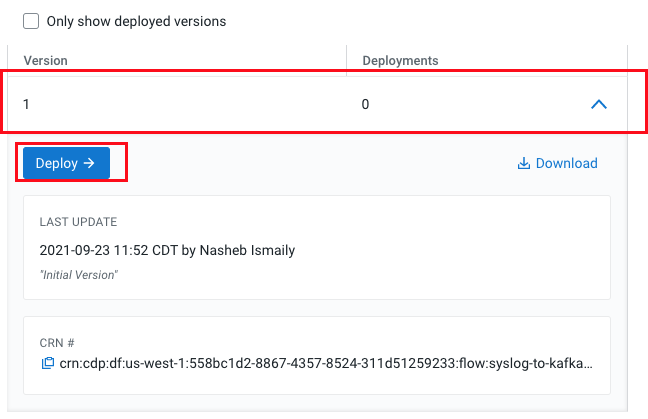 Only show deployed versions
Version Deployments
1 0
Deploy → Download
LAST UPDATE
2021-09-23 11:52 CDT by Nasheb Ismaily
"Initial Version"
CRN #
crn:cdp:df:us-west-1:558bc1d2-8867-4357-8524-311d51259233:flow:syslog-to-kafka...